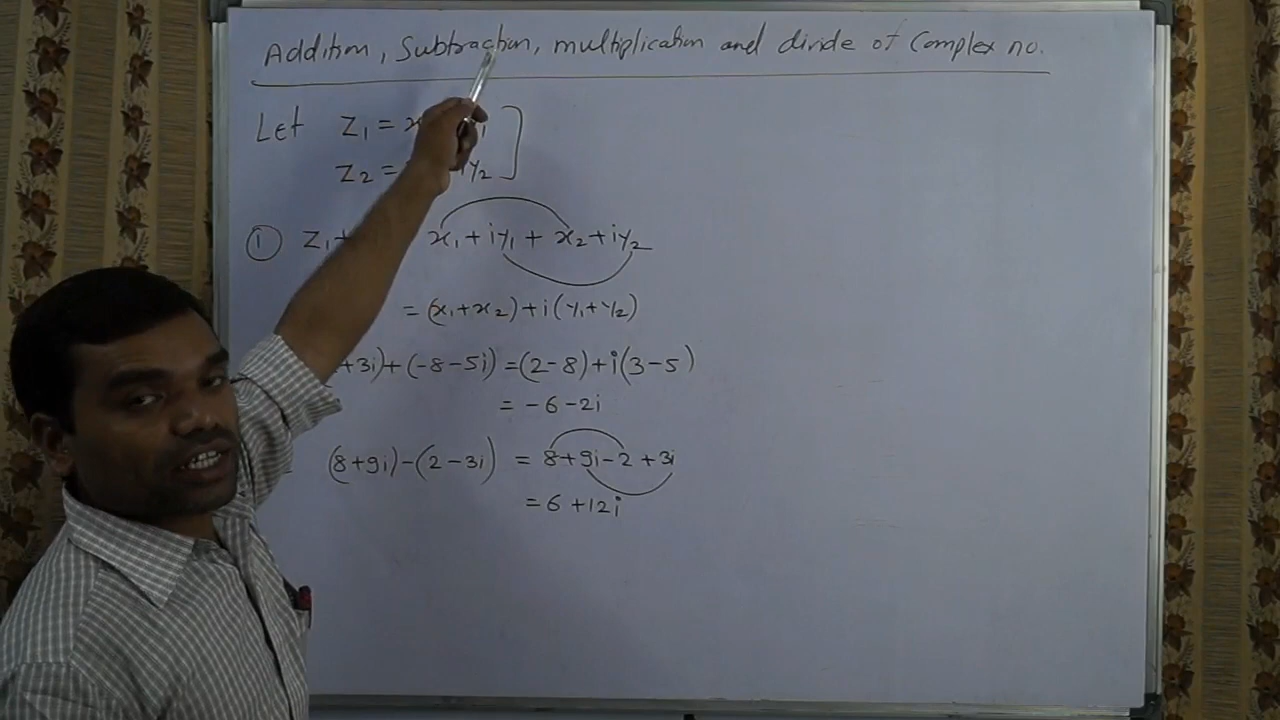 Addition, Subtraction, multiplication and divide of Complex no.
Let Z₁ = x
Z₂ = y₂
① Z₁+ x₁ + iy₁ + x₂ + iy₂
= (x₁+x₂) + i(y₁+y₂)
+3i)+(-8-5i) = (2-8)+i(3-5)
= -6-2i
(8+9i)-(2-3i) = 8+9i-2+3i
= 6+12i